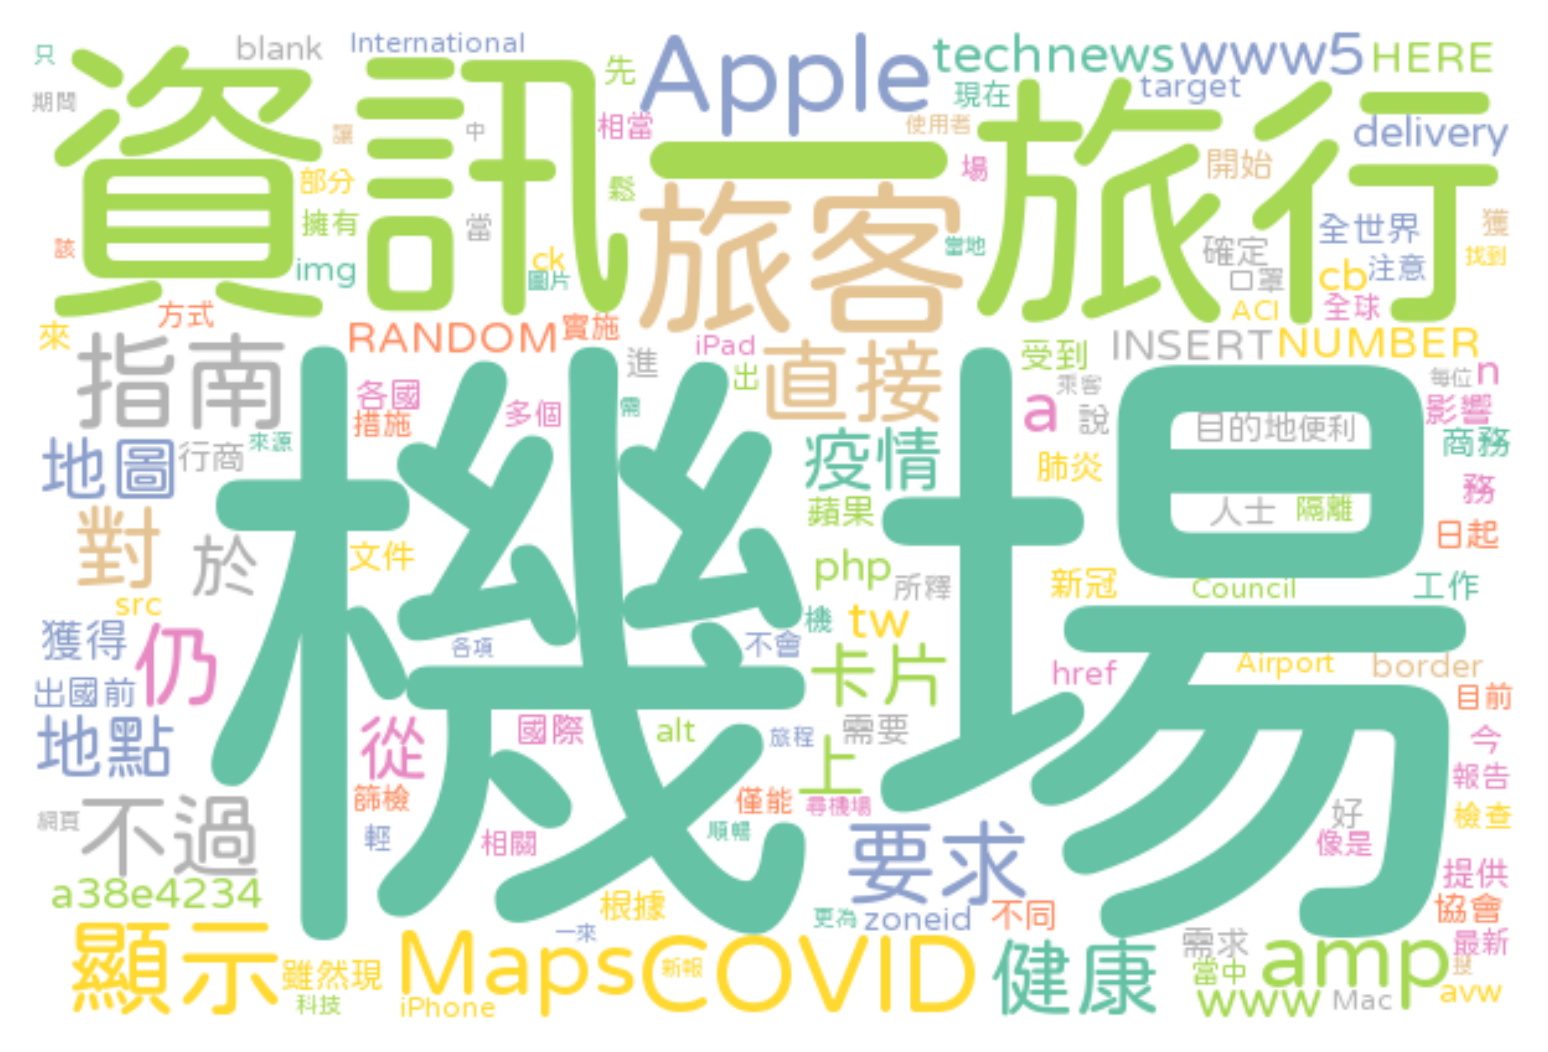 只
blank
International
先
Apple
technews
www5
HERE
期間
資訊
讓
中
相當
使用者
現在
target
delivery
一
旅行
場
開始
部分
鬆
旅客
擁有
當
全世界
獲
該
img
ck
圖片
當地
確定
口罩
cb
注意
找到
來
方式
RANDOM
實施
iPad
ACI
全球
INSERT
NUMBER
指南
進
出
直接
受到
乘客
每位
n
各國
措施
多個
需
a
說
影響
地圖
行商
來源
機場
疫情
肺炎
目的地便利
商務
務
對
於
文件
蘋果
人士
隔離
日起
php
所釋
新冠
Council
工作
src
tw
機
獲得
仍
各項
不會
卡片
href
Airport
border
出國前
目前
地點
從
國際
alt
旅程
需要
上
今
報告
網頁
不過
篩檢
輕
相關
僅能
順暢
尋機場
要求
好
像是
檢查
提供
a38e4234
根據
一來
更為
zoneid
不同
協會
顯示
雖然現
科技
Maps
iPhone
COVID
新報
健康
需求
當中
amp
最新
www
Mac
搜
avw